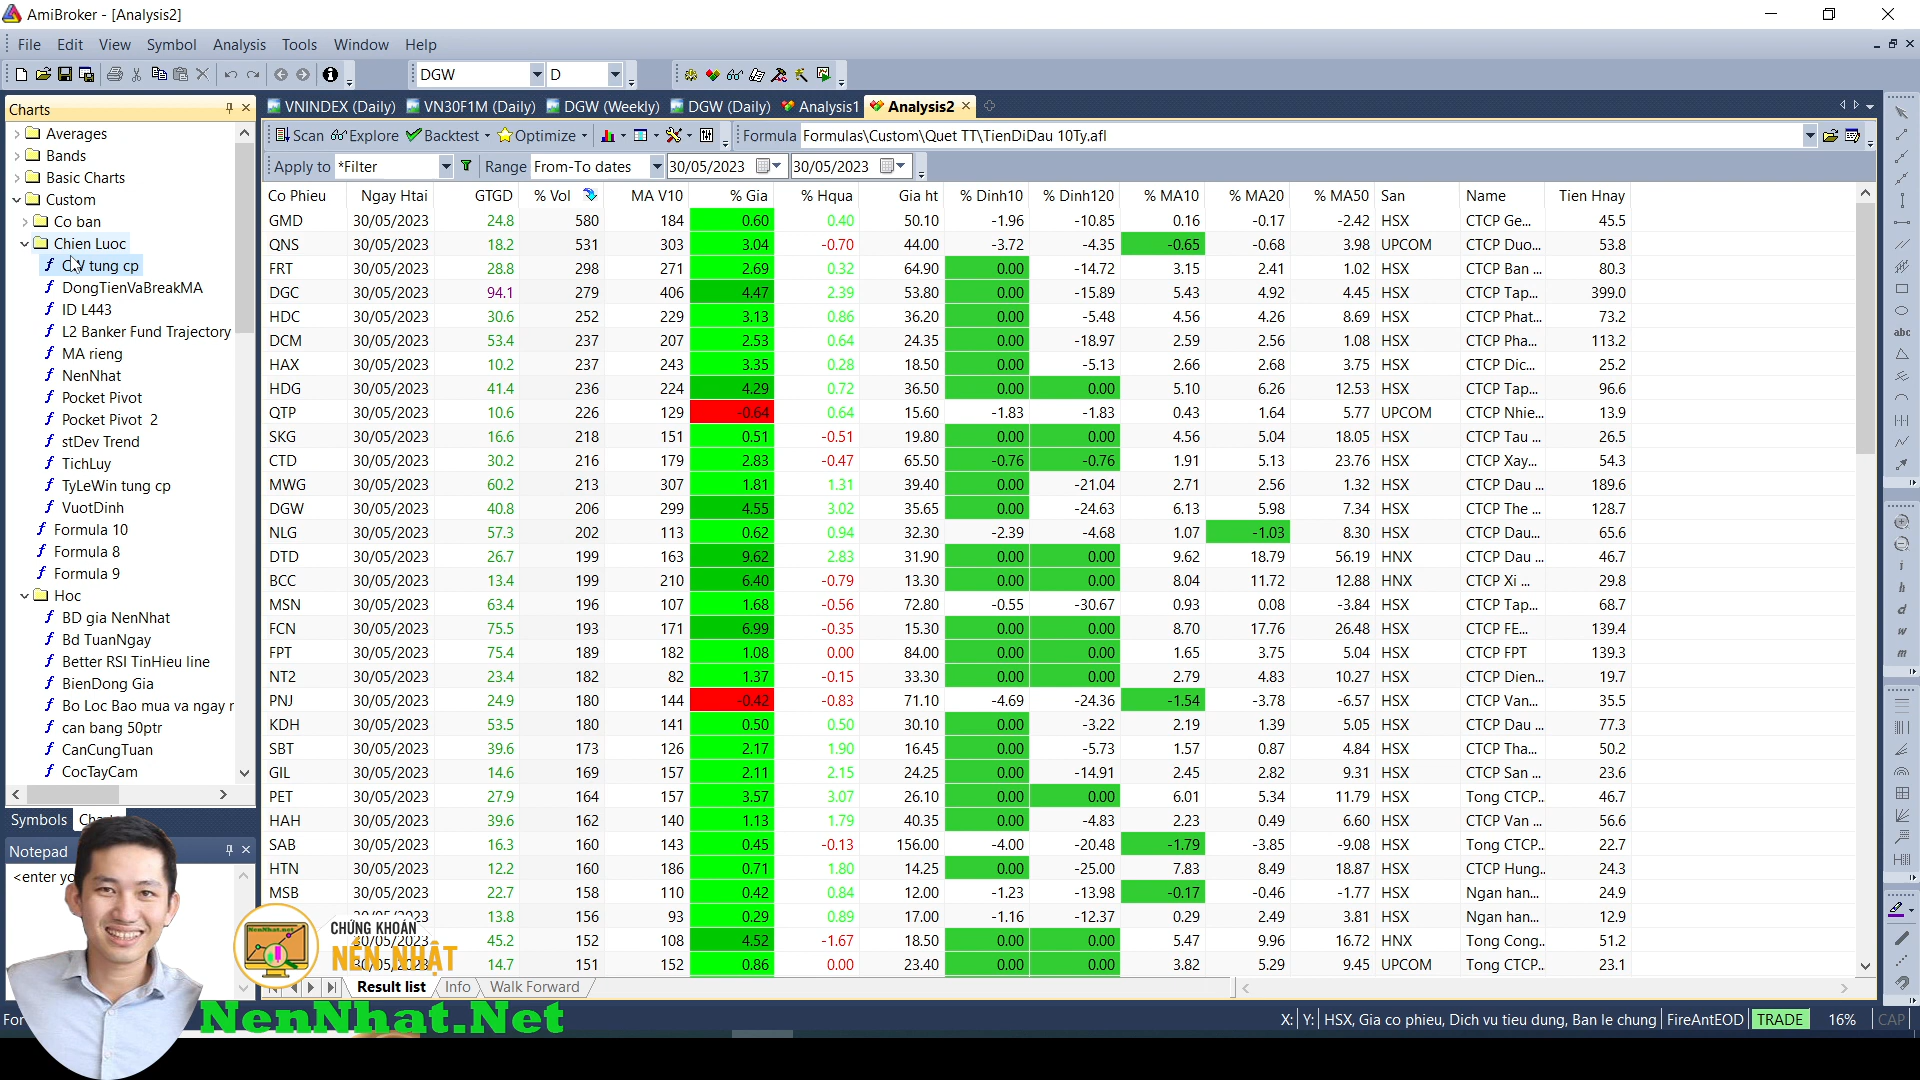 AmiBroker - [Analysis2]
File Edit View Symbol Analysis Tools Window Help
DGW D
Charts
VNINDEX (Daily) VN30F1M (Daily) DGW (Weekly) DGW (Daily) Analysis1 Analysis2
Scan Explore Backtest Optimize Formula Formulas\Custom\Quet TT\TienDiDau 10Ty.afl
Apply to *Filter Range From-To dates 30/05/2023 30/05/2023
Averages
Bands
Basic Charts
Custom
Co ban
Chien Luoc
tung cp
DongTienVaBreakMA
ID L443
L2 Banker Fund Trajectory
MA rieng
NenNhat
Pocket Pivot
Pocket Pivot 2
stDev Trend
TichLuy
TyLeWin tung cp
VuotDinh
Formula 10
Formula 8
Formula 9
Hoc
BD gia NenNhat
Bd TuanNgay
Better RSI TinHieu line
BienDong Gia
Bo Loc Bao mua va ngay
can bang 50ptr
CanCungTuan
CocTayCam
Symbols
Notepad
Co Phieu Ngay Htai GTGD % Vol MA V10 % Gia % Hqua Gia ht % Dinh10 % Dinh120 % MA10 % MA20 % MA50 San Name Tien Hnay
GMD 30/05/2023 24.8 580 184 0.60 0.40 50.10 -1.96 -10.85 0.16 -0.17 -2.42 HSX CTCP Ge... 45.5
QNS 30/05/2023 18.2 531 303 3.04 -0.70 44.00 -3.72 -4.35 -0.65 -0.68 3.98 UPCOM CTCP Duo... 53.8
FRT 30/05/2023 28.8 298 271 2.69 0.32 64.90 0.00 -14.72 3.15 2.41 1.02 HSX CTCP Ban ... 80.3
DGC 30/05/2023 94.1 279 406 4.47 2.39 53.80 0.00 -15.89 5.43 4.92 4.45 HSX CTCP Tap... 399.0
HDC 30/05/2023 30.6 252 229 3.13 0.86 36.20 0.00 -5.48 4.56 4.26 8.69 HSX CTCP Phat... 73.2
DCM 30/05/2023 53.4 237 207 2.53 0.64 24.35 0.00 -18.97 2.59 2.56 1.08 HSX CTCP Pha... 113.2
HAX 30/05/2023 10.2 237 243 3.35 0.28 18.50 0.00 -5.13 2.66 2.68 3.75 HSX CTCP Dic... 25.2
HDG 30/05/2023 41.4 236 224 4.29 0.72 36.50 0.00 0.00 5.10 6.26 12.53 HSX CTCP Tap... 96.6
QTP 30/05/2023 10.6 226 129 -0.64 0.64 15.60 -1.83 -1.83 0.43 1.64 5.77 UPCOM CTCP Nhie... 13.9
SKG 30/05/2023 16.6 218 151 0.51 -0.51 19.80 0.00 0.00 4.56 5.04 18.05 HSX CTCP Tau ... 26.5
CTD 30/05/2023 30.2 216 179 2.83 -0.47 65.50 -0.76 -0.76 1.91 5.13 23.76 HSX CTCP Xay... 54.3
MWG 30/05/2023 60.2 213 307 1.81 1.31 39.40 0.00 -21.04 2.71 2.56 1.32 HSX CTCP Dau ... 189.6
DGW 30/05/2023 40.8 206 299 4.55 3.02 35.65 0.00 -24.63 6.13 5.98 7.34 HSX CTCP The ... 128.7
NLG 30/05/2023 57.3 202 113 0.62 0.94 32.30 -2.39 -4.68 1.07 -1.03 8.30 HSX CTCP Dau... 65.6
DTD 30/05/2023 26.7 199 163 9.62 2.83 31.90 0.00 0.00 9.62 18.79 56.19 HNX CTCP Dau ... 46.7
BCC 30/05/2023 13.4 199 210 6.40 -0.79 13.30 0.00 0.00 8.04 11.72 12.88 HNX CTCP Xi ... 29.8
MSN 30/05/2023 63.4 196 107 1.68 -0.56 72.80 -0.55 -30.67 0.93 0.08 -3.84 HSX CTCP Tap... 68.7
FCN 30/05/2023 75.5 193 171 6.99 -0.35 15.30 0.00 0.00 8.70 17.76 26.48 HSX CTCP FE... 139.4
FPT 30/05/2023 75.4 189 182 1.08 0.00 84.00 0.00 0.00 1.65 3.75 5.04 HSX CTCP FPT 139.3
NT2 30/05/2023 23.4 182 82 1.37 -0.15 33.30 0.00 0.00 2.79 4.83 10.27 HSX CTCP Dien... 19.7
PNJ 30/05/2023 24.9 180 144 -0.42 -0.83 71.10 -4.69 -24.36 -1.54 -3.78 -6.57 HSX CTCP Van... 35.5
KDH 30/05/2023 53.5 180 141 0.50 0.50 30.10 0.00 -3.22 2.19 1.39 5.05 HSX CTCP Dau ... 77.3
SBT 30/05/2023 39.6 173 126 2.17 1.90 16.45 0.00 -5.73 1.57 0.87 4.84 HSX CTCP Tha... 50.2
GIL 30/05/2023 14.6 169 157 2.11 2.15 24.25 0.00 -14.91 2.45 2.82 9.31 HSX CTCP San ... 23.6
PET 30/05/2023 27.9 164 157 3.57 3.07 26.10 0.00 0.00 6.01 5.34 11.79 HSX Tong CTCP.. 46.7
HAH 30/05/2023 39.6 162 140 1.13 1.79 40.35 0.00 -4.83 2.23 0.49 6.60 HSX CTCP Van ... 56.6
SAB 30/05/2023 16.3 160 143 0.45 -0.13 156.00 -4.00 -20.48 -1.79 -3.85 -9.08 HSX Tong CTCP.. 22.7
HTN 30/05/2023 12.2 160 186 0.71 1.80 14.25 0.00 -25.00 7.83 8.49 18.87 HSX CTCP Hung.. 24.3
MSB 30/05/2023 22.7 158 110 0.42 0.84 12.00 -1.23 -13.98 -0.17 -0.46 -1.77 HSX Ngan han... 24.9
13.8 156 93 0.29 0.89 17.00 -1.16 -12.37 0.29 2.49 3.81 HSX Ngan han... 12.9
45.2 152 108 4.52 -1.67 18.50 0.00 0.00 5.47 9.96 16.72 HNX Tong Cong.. 51.2
14.7 151 152 0.86 0.00 23.40 0.00 0.00 3.82 5.29 9.45 UPCOM Tong CTCP.. 23.1
CHỨNG KHOÁN
NẾN NHẬT
NenNhat.net
Result list Info Walk Forward
NenNhat.Net
X: Y: HSX, Gia co phieu, Dich vu tieu dung, Ban le chung FireAntEOD TRADE 16% CAP
abc
i
h
d
w
m